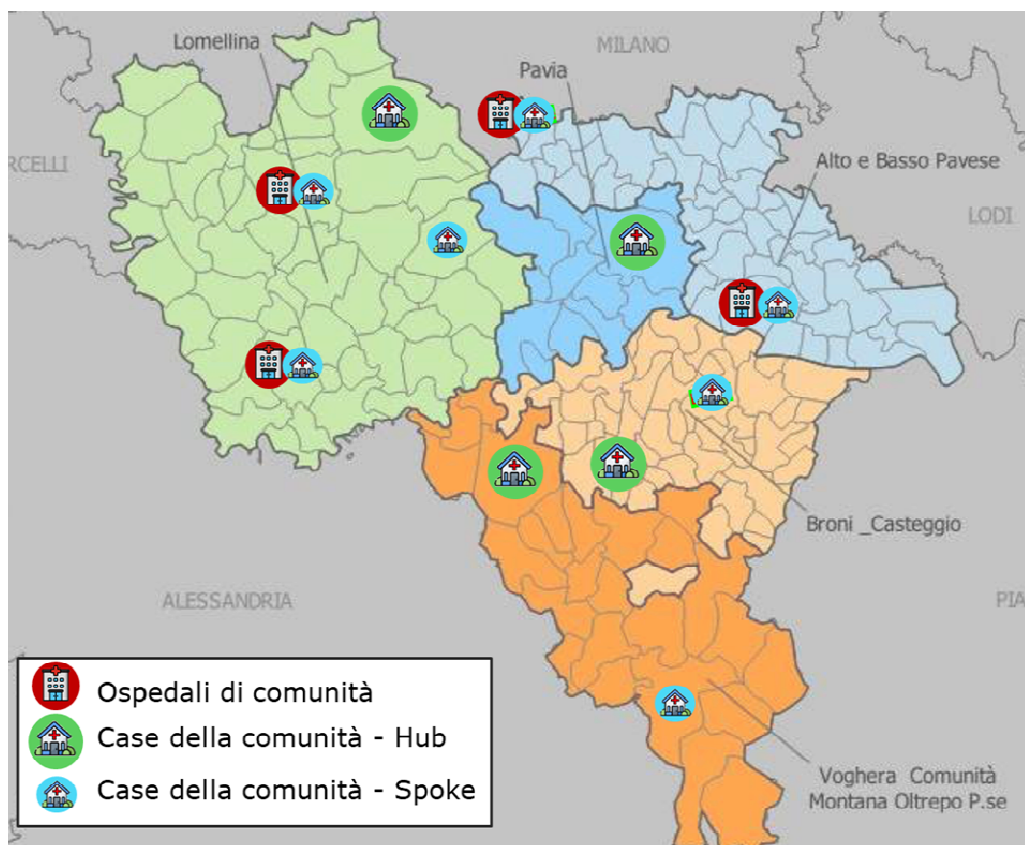 Lomellina
MILANO
Pavia
RCELLI
Alto e Basso Pavese
LODI
Broni _Casteggio
ALESSANDRIA
PIA
Ospedali di comunità
Case della comunità - Hub
Case della comunità - Spoke
Voghera Comunità
Montana Oltrepo P.se